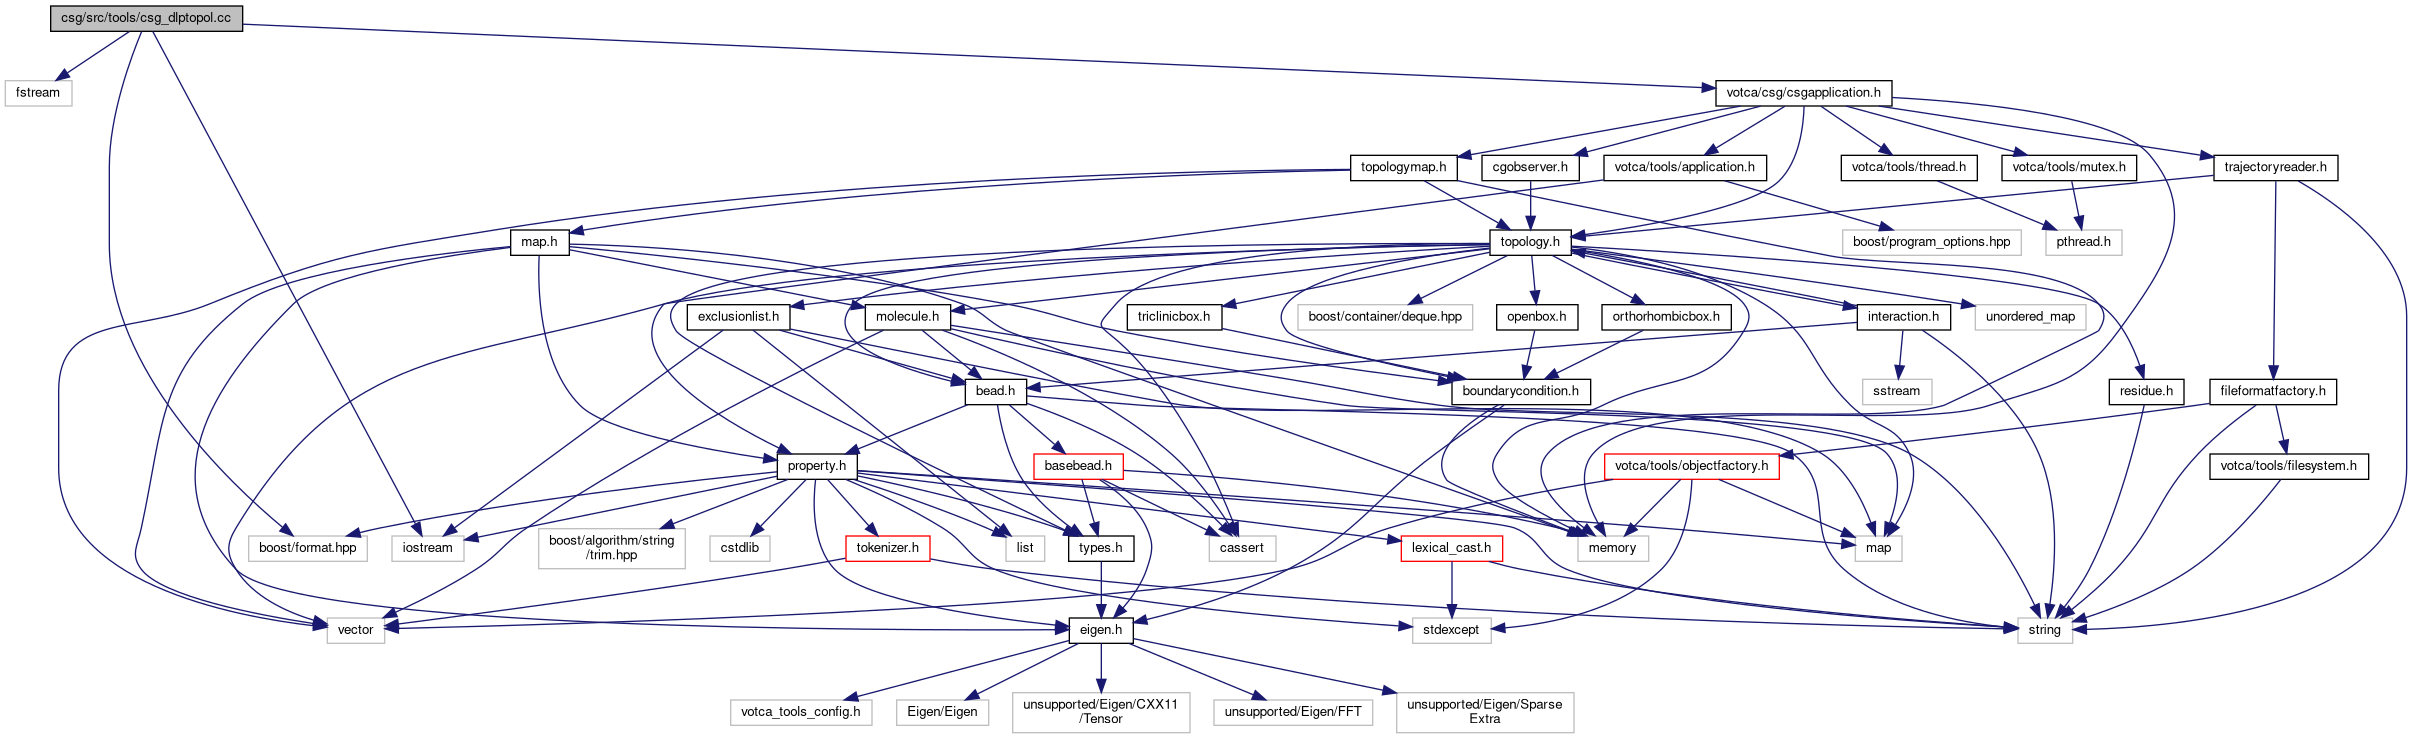 csg/src/tools/csg_dlptopol.cc
fstream
votca/csg/csgapplication.h
topologymap.h
cgobserver.h
votca/tools/application.h
votca/tools/thread.h
votca/tools/mutex.h
trajectoryreader.h
map.h
topology.h
boost/program_options.hpp
pthread.h
exclusionlist.h
molecule.h
triclinicbox.h
boost/container/deque.hpp
openbox.h
orthorhombicbox.h
interaction.h
unordered_map
bead.h
boundarycondition.h
sstream
residue.h
fileformatfactory.h
property.h
basebead.h
votca/tools/objectfactory.h
votca/tools/filesystem.h
boost/format.hpp
iostream
boost/algorithm/string
/trim.hpp
cstdlib
tokenizer.h
list
types.h
cassert
lexical_cast.h
memory
map
vector
eigen.h
stdexcept
string
votca_tools_config.h
Eigen/Eigen
unsupported/Eigen/CXX11
/Tensor
unsupported/Eigen/FFT
unsupported/Eigen/Sparse
Extra